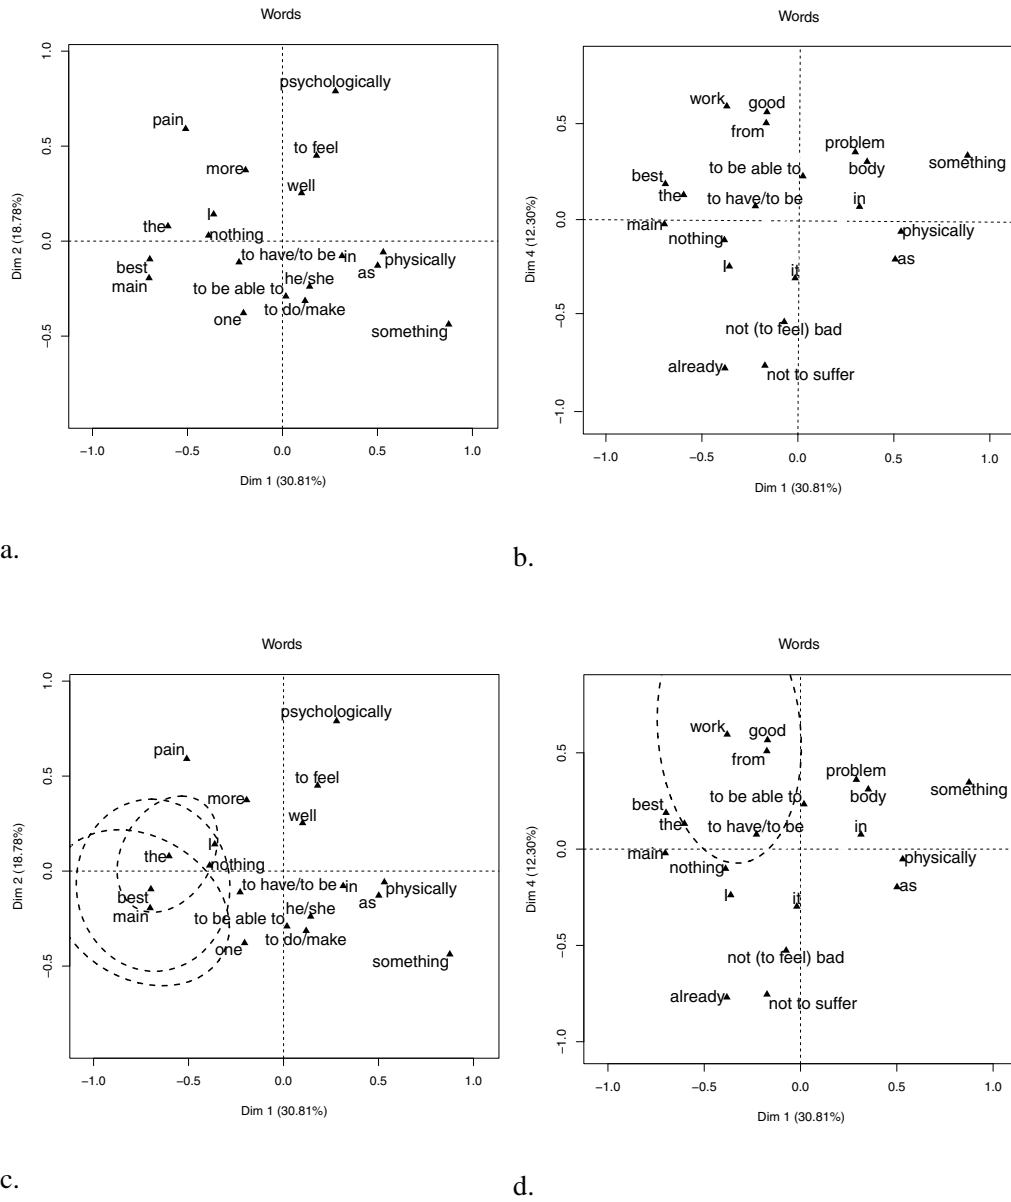 Words
1.0
psychologically
pain
0.5
to feel
more
well
I
the
nothing
0.0
to have/to be
in
physically
as
best
main
he/she
to be able to
to do/make
one
something
−0.5
Dim 2 (18.78%)
−1.0
−0.5
0.0
0.5
1.0
Dim 1 (30.81%)
a.
Words
work
good
0.5
from
problem
something
to be able to
body
best
the
to have/to be
in
0.0
main
physically
nothing
as
I
it
−0.5
not (to feel) bad
already
not to suffer
−1.0
Dim 4 (12.30%)
−1.0
−0.5
0.0
0.5
1.0
Dim 1 (30.81%)
b.
Words
1.0
psychologically
pain
0.5
to feel
more
well
I
the
nothing
0.0
to have/to be
in
physically
as
best
main
he/she
to be able to
to do/make
one
something
−0.5
Dim 2 (18.78%)
−1.0
−0.5
0.0
0.5
1.0
Dim 1 (30.81%)
c.
Words
work
good
0.5
from
problem
something
to be able to
body
best
the
to have/to be
in
0.0
main
physically
nothing
as
I
it
−0.5
not (to feel) bad
already
not to suffer
−1.0
Dim 4 (12.30%)
−1.0
−0.5
0.0
0.5
1.0
Dim 1 (30.81%)
d.